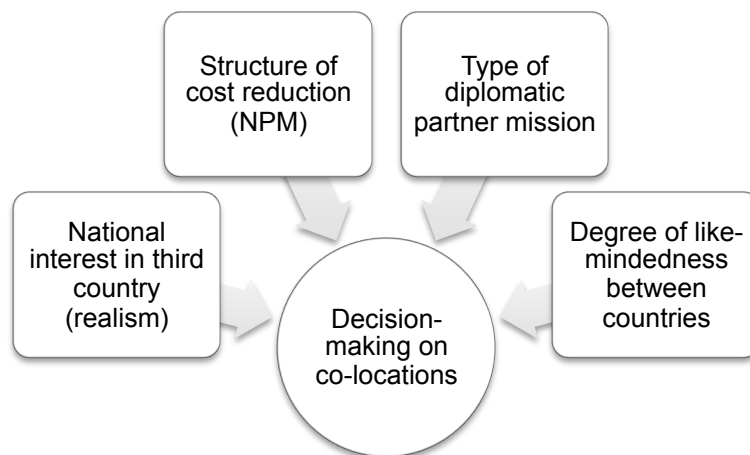 Structure of
cost reduction
(NPM)
Type of
diplomatic
partner mission
National
interest in third
country
(realism)
Degree of like-
mindedness
between
countries
Decision-
making on
co-locations